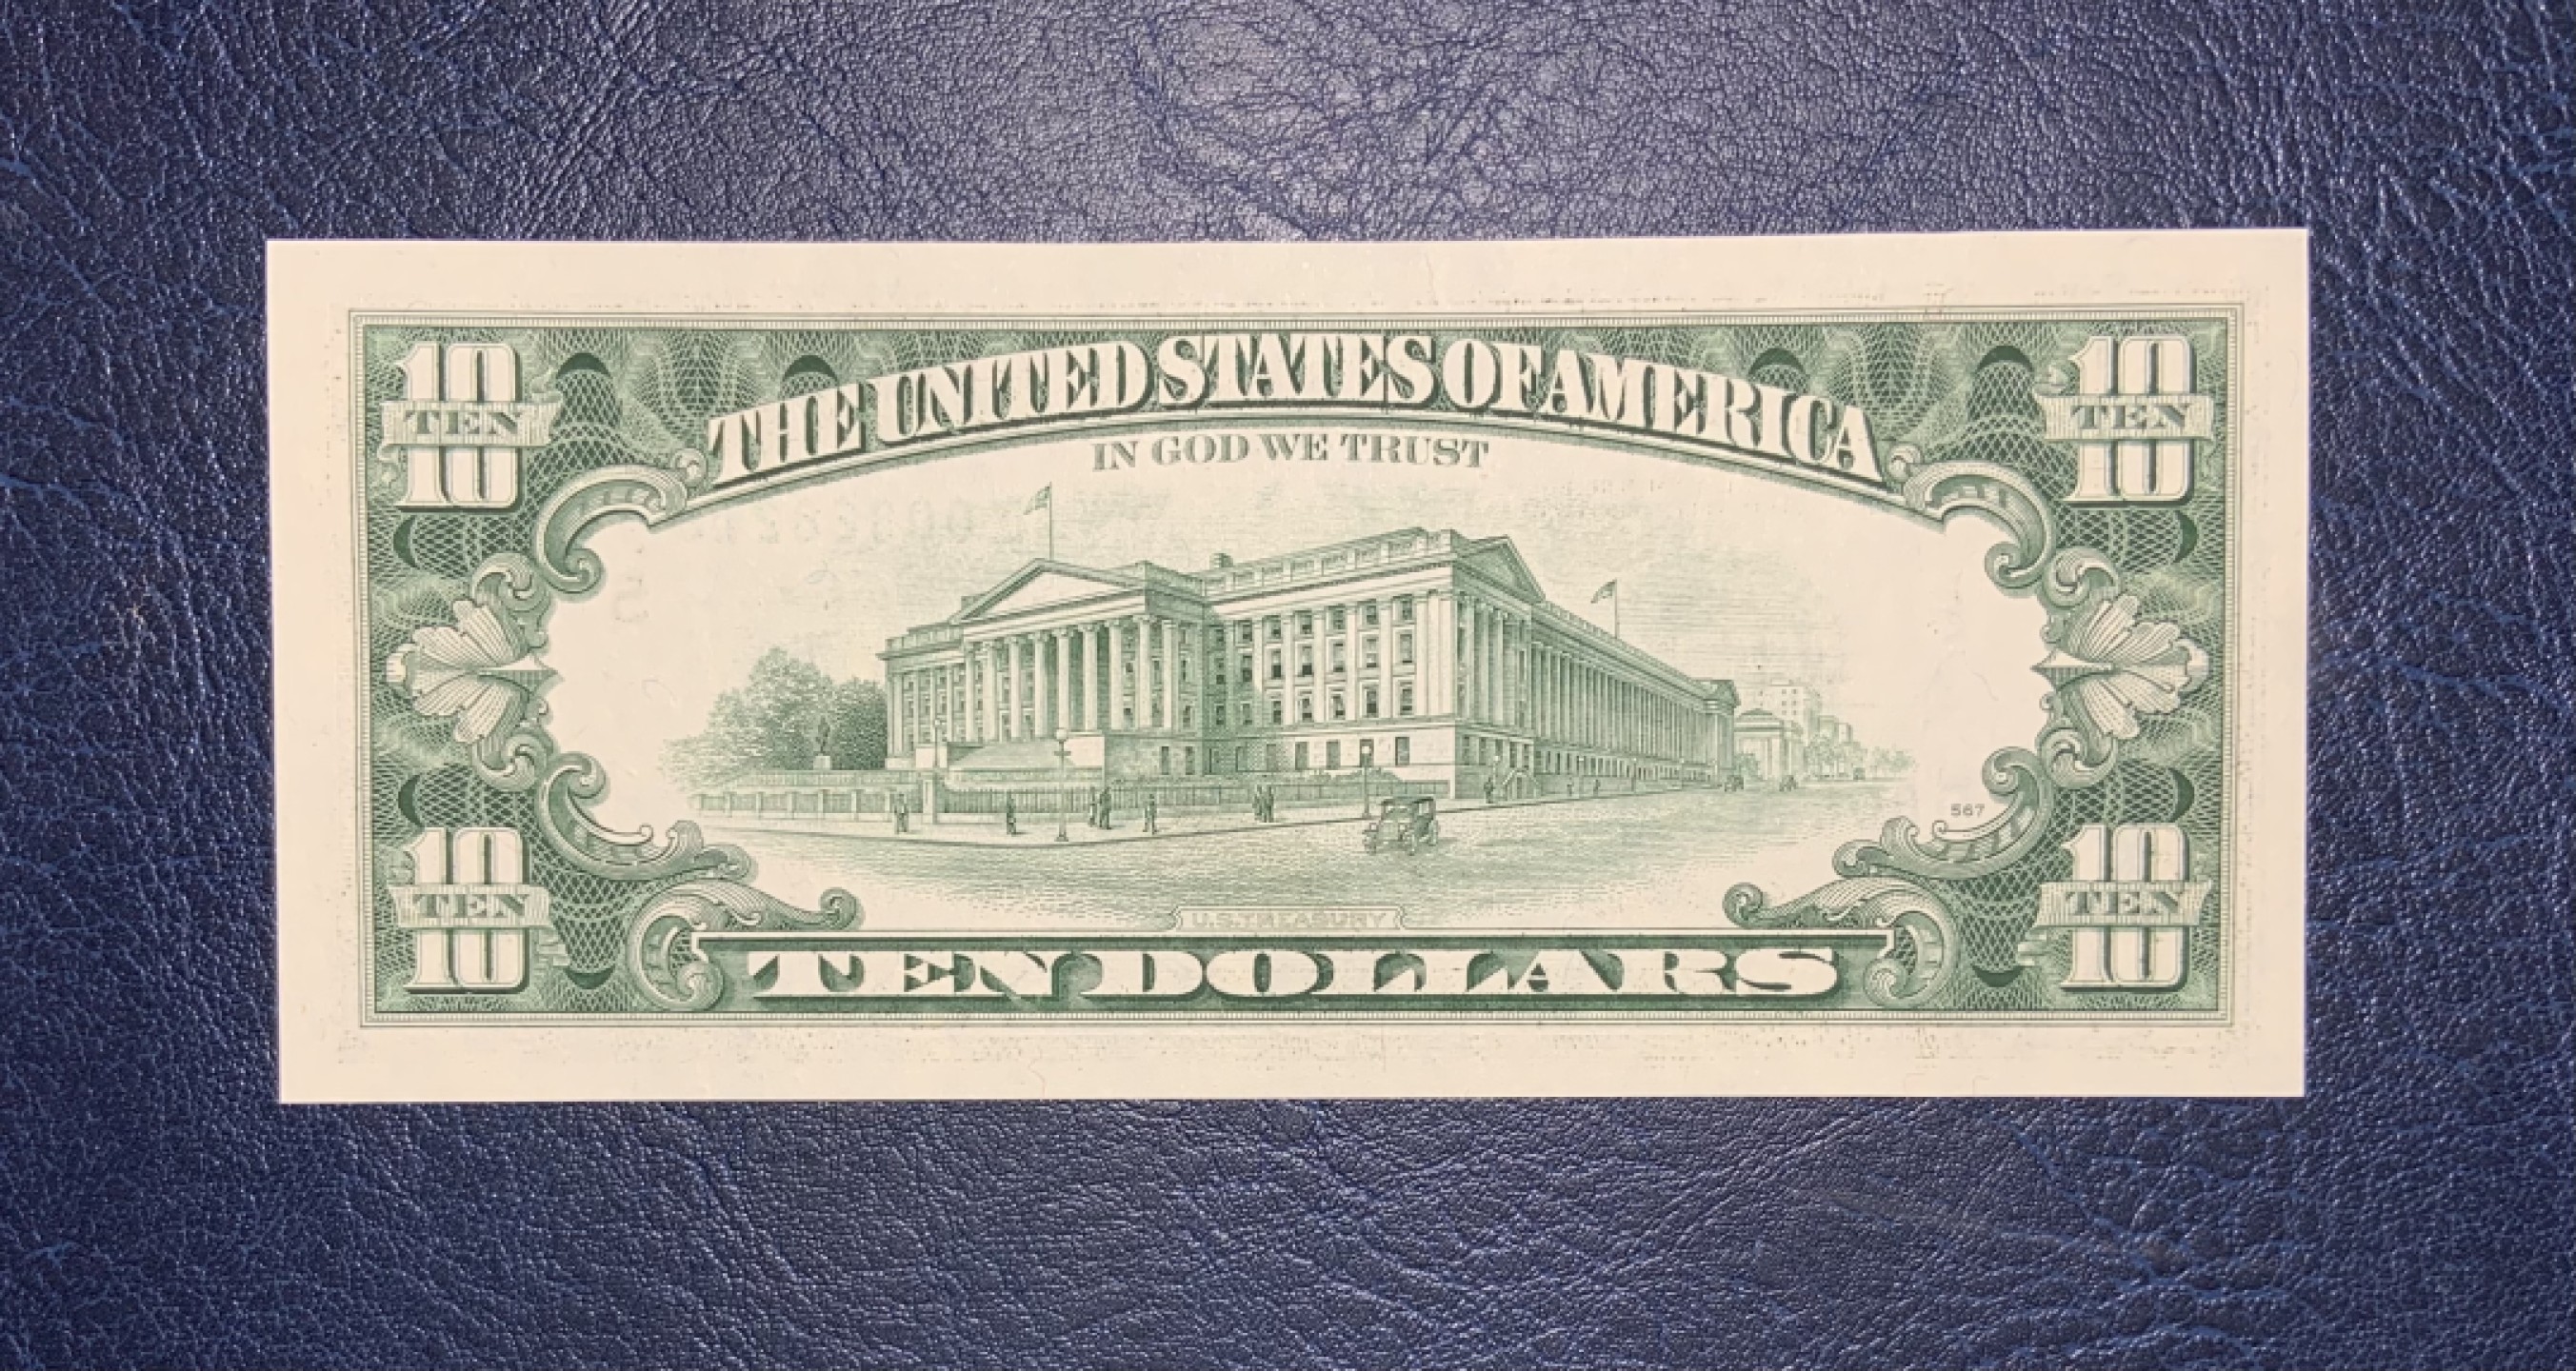 10 TEN 10
THE UNITED STATES OF AMERICA
10 TEN 10
IN GOD WE TRUST
567
10 TEN 10
U.S. TREASURY
TEN DOLLARS
10 TEN 10